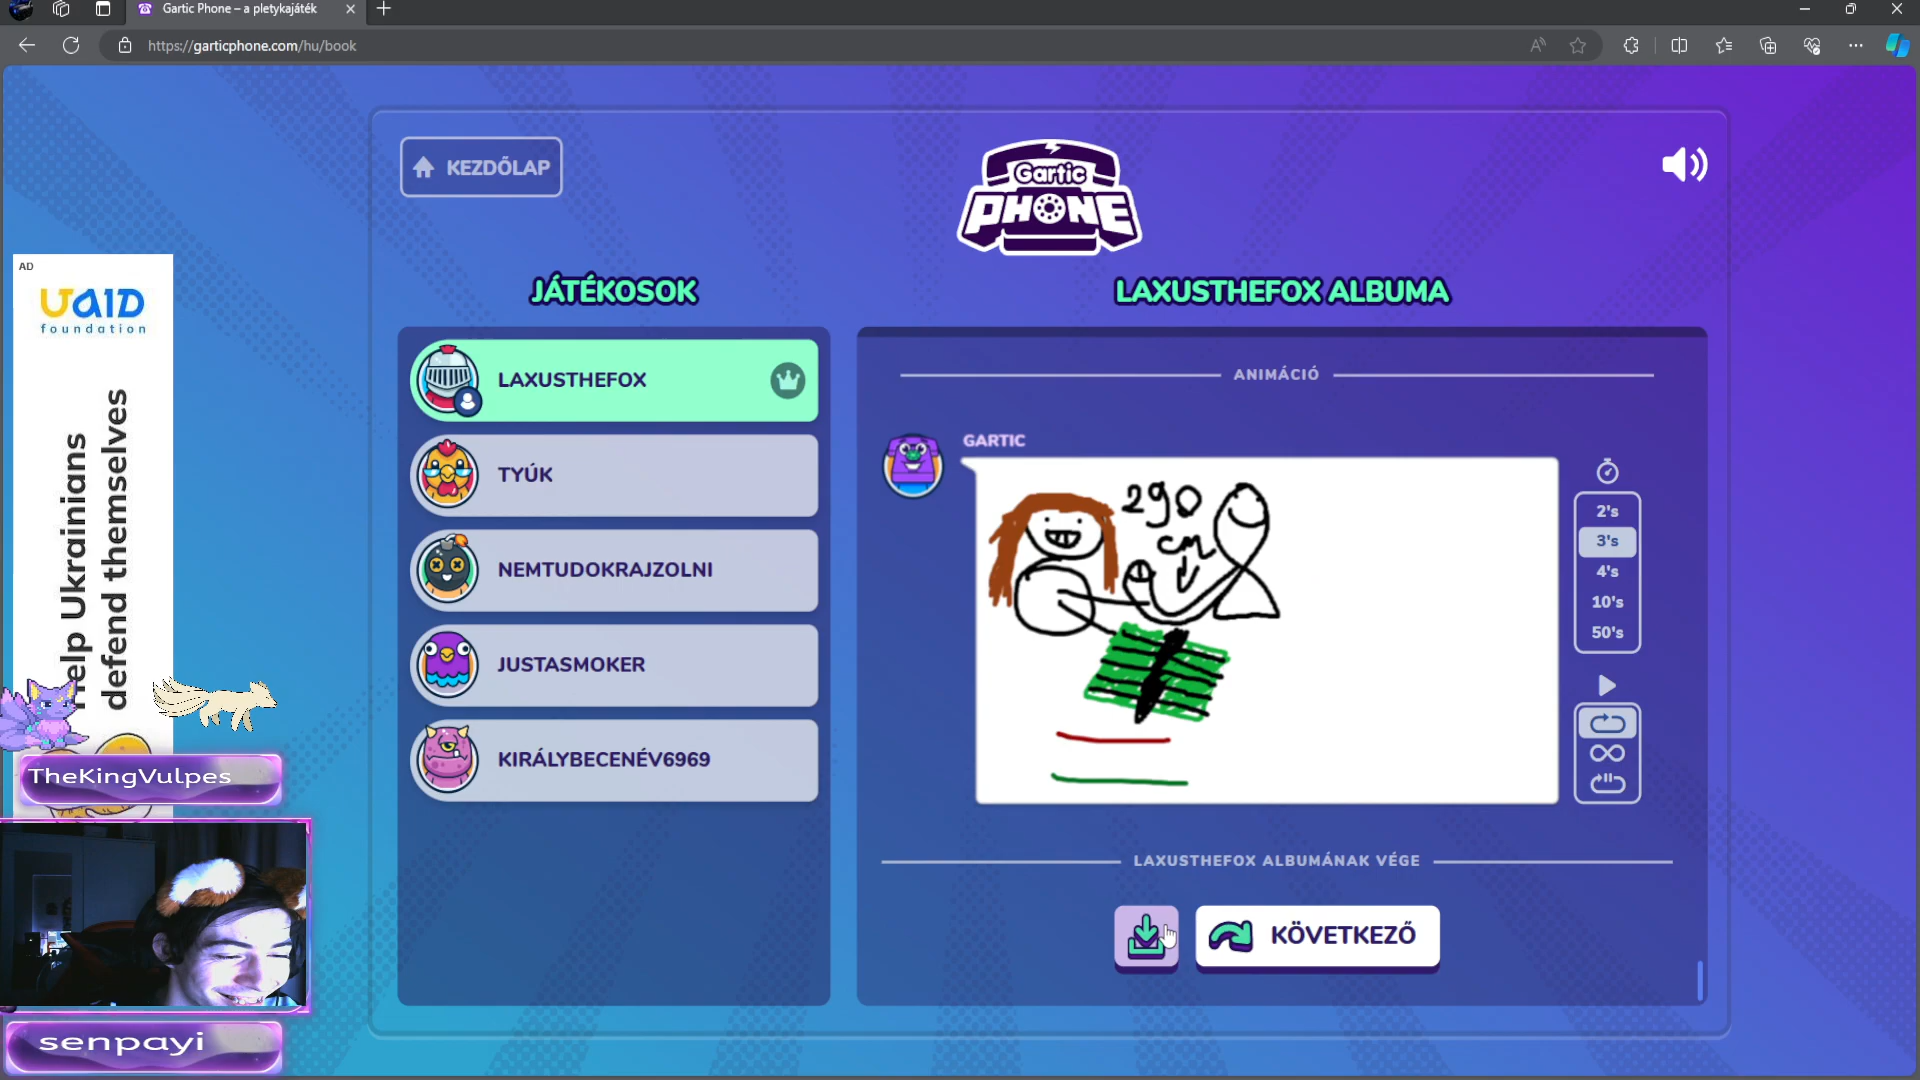 Gartic Phone – a pletykajáték
https://garticphone.com/hu/book
KEZDŐLAP
Gartic
PHONE
AD
UAID
foundation
Help Ukrainians
defend themselves
JÁTÉKOSOK
LAXUSTHEFOX
TYÚK
NEMTUDOKRAJZOLNI
JUSTASMOKER
KIRÁLYBECENÉV6969
LAXUSTHEFOX ALBUMA
ANIMÁCIÓ
GARTIC
290
cm
2's
3's
4's
10's
50's
LAXUSTHEFOX ALBUMÁNAK VÉGE
KÖVETKEZŐ
TheKingVulpes
senpayi